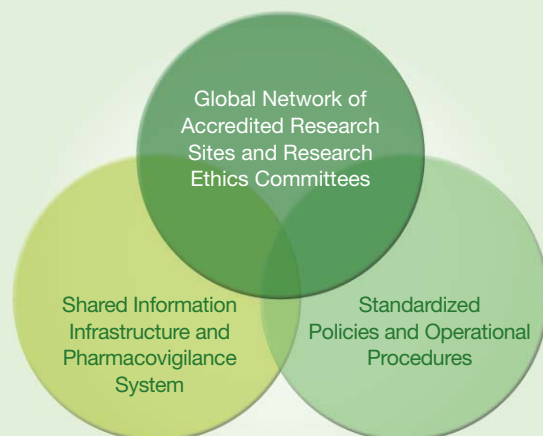 Global Network of
Accredited Research
Sites and Research
Ethics Committees
Shared Information
Infrastructure and
Pharmacovigilance
System
Standardized
Policies and Operational
Procedures